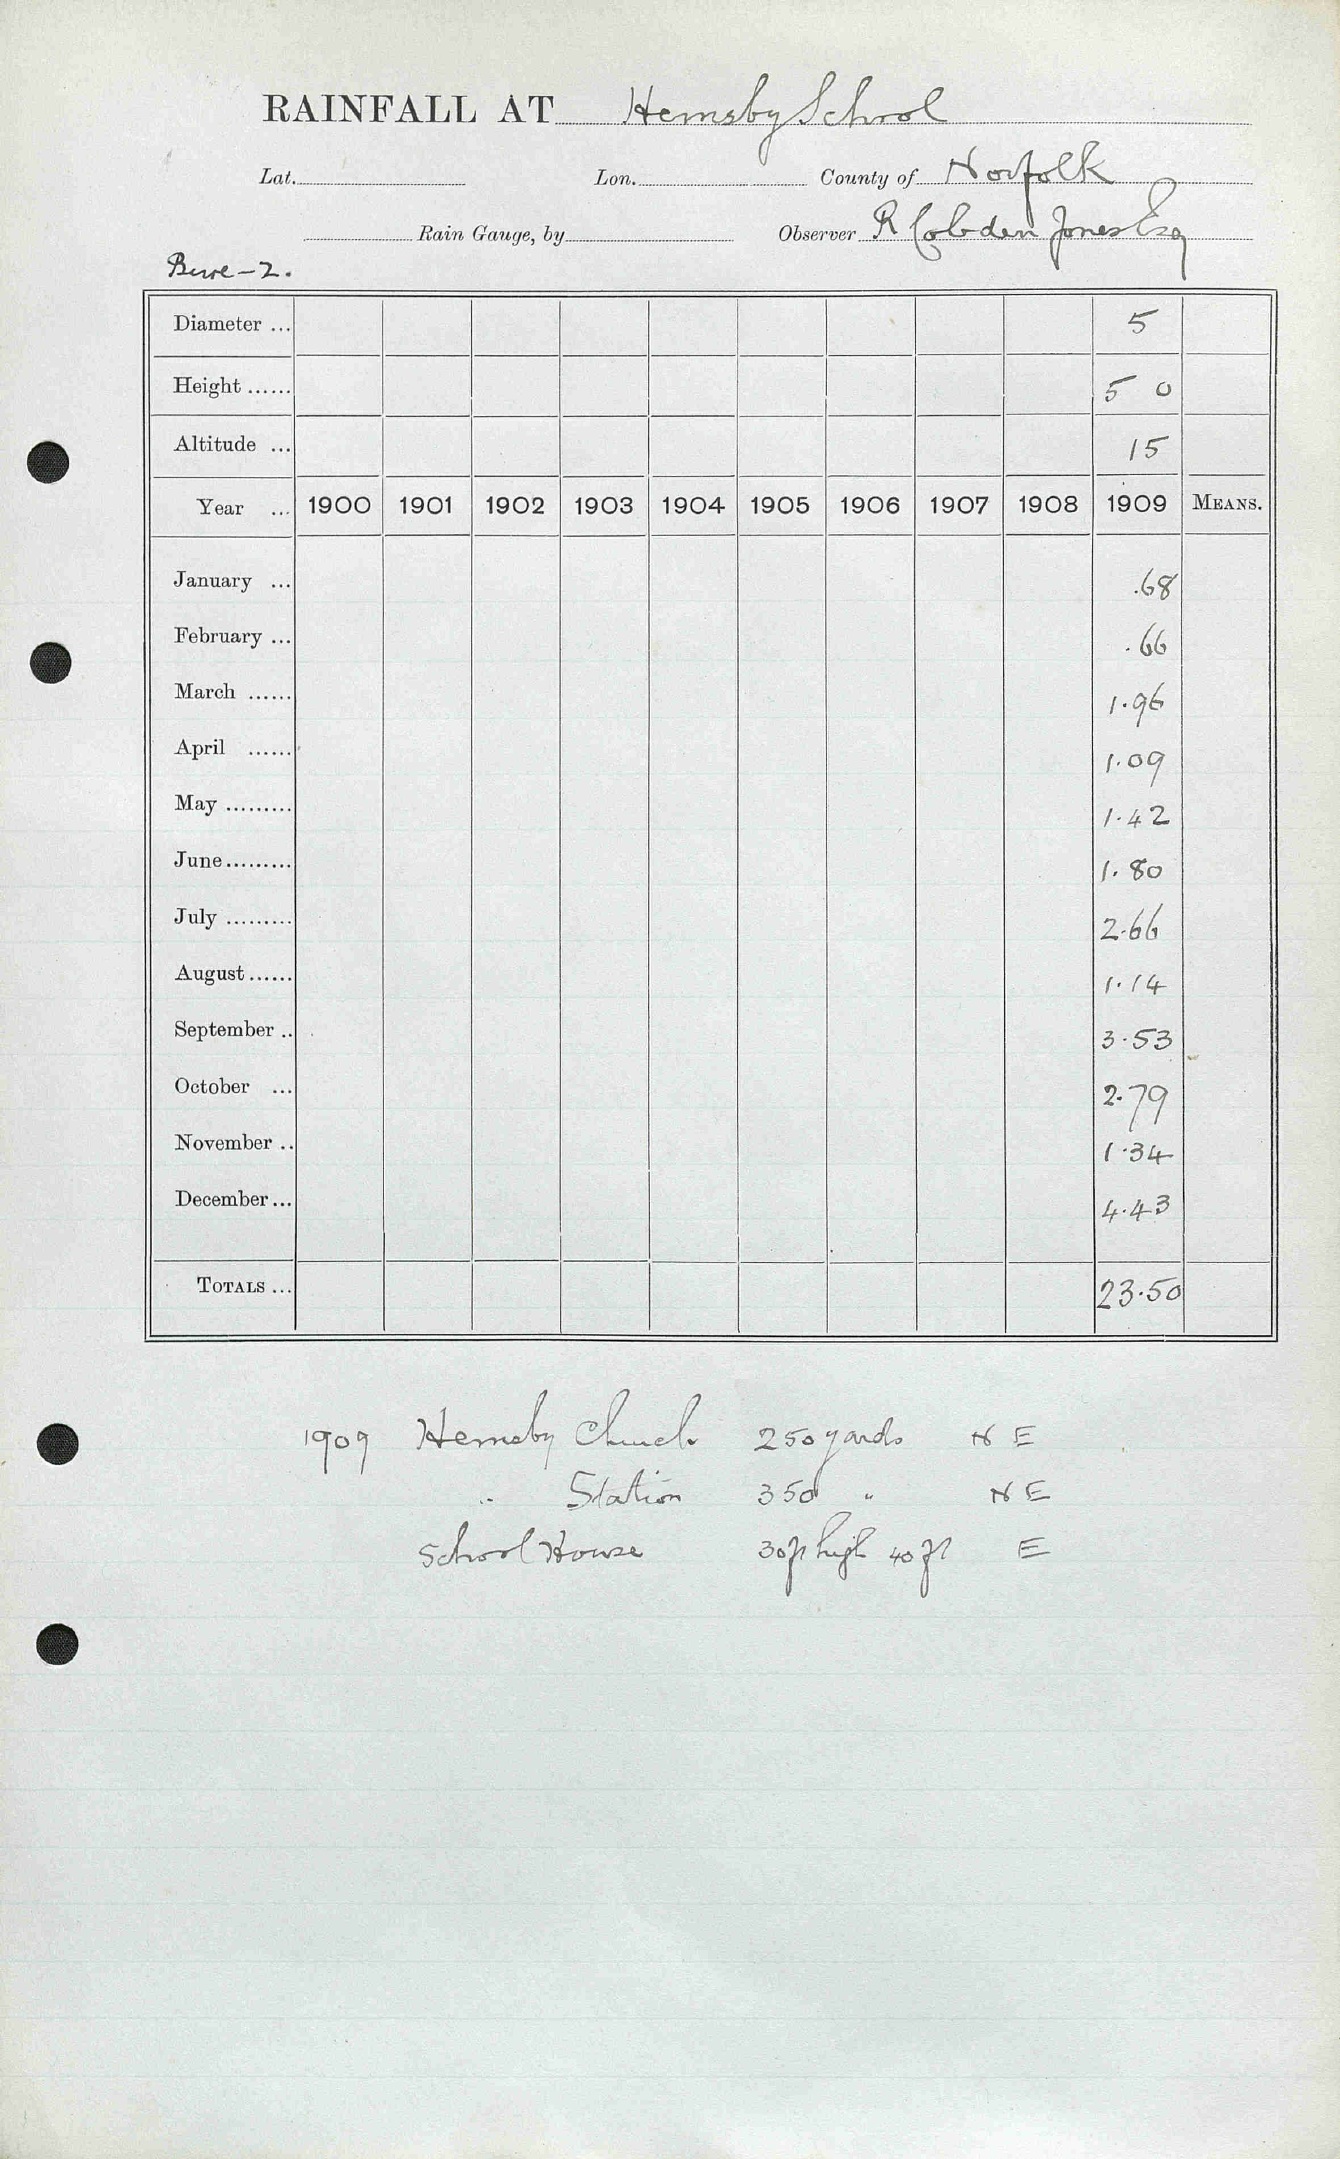 RAINFALL AT Hemsby School
Lat. Lon. County of Norfolk
Rain Gauge, by Observer R Cobden Jones Esq
Bure-2.
Diameter ... 5
Height ...... 5 0
Altitude ... 15
Year ... 1900 1901 1902 1903 1904 1905 1906 1907 1908 1909 MEANS.
January ... .68
February ... .66
March ...... 1.96
April ...... 1.09
May ......... 1.42
June ......... 1.80
July ......... 2.66
August ...... 1.14
September .. 3.53
October ... 2.79
November .. 1.34
December ... 4.43
TOTALS ... 23.50
1909 Hemsby Church 250 yards N E
" Station 350 " N E
School House 30ft high 40 ft E